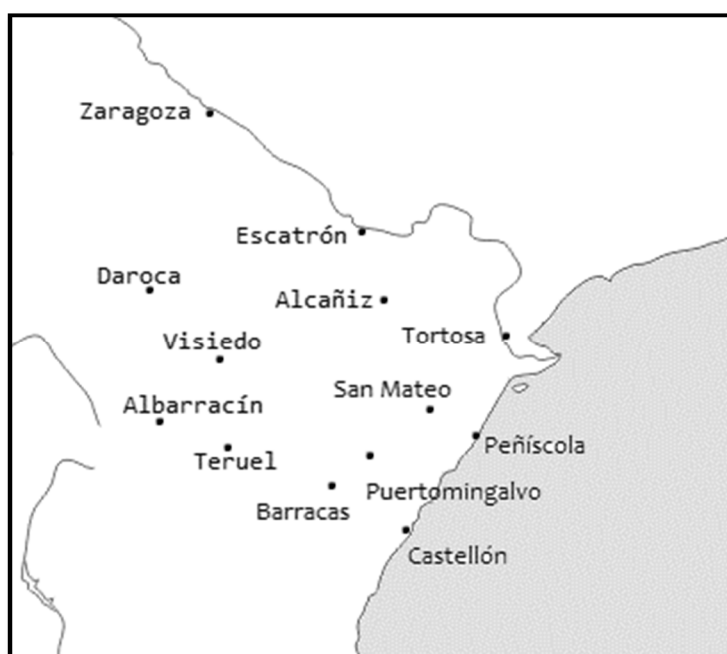 Zaragoza
Escatrón
Daroca
Alcañiz
Tortosa
Visiedo
San Mateo
Albarracín
Peñíscola
Teruel
Puertomingalvo
Barracas
Castellón